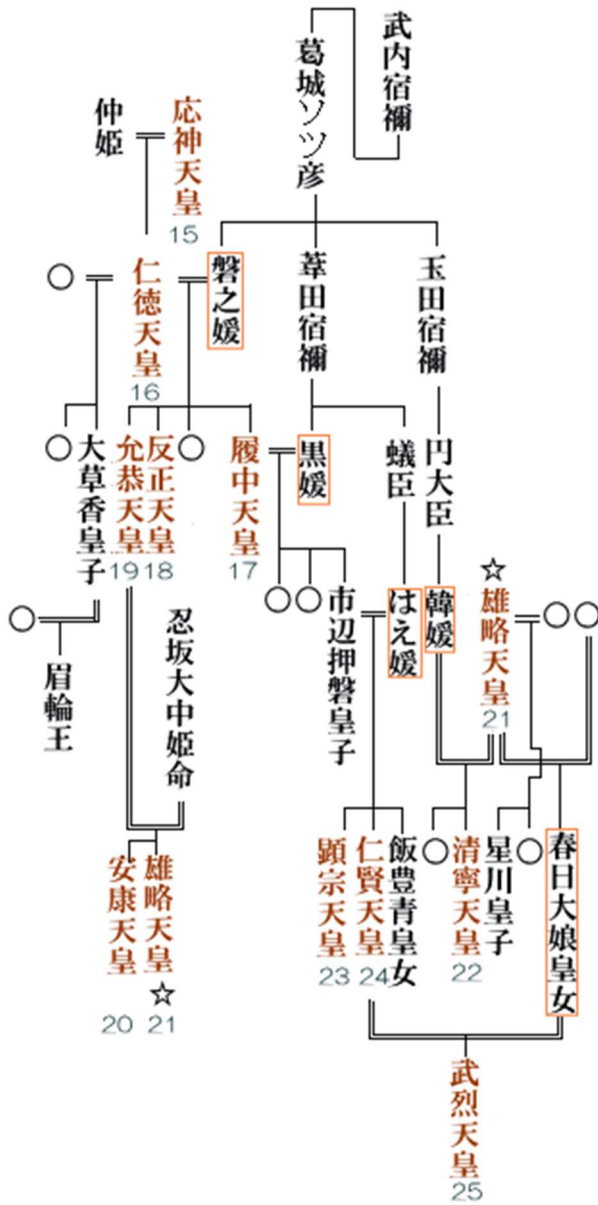 武内宿禰
葛城ソツ彦
応神天皇
15
仲姫
玉田宿禰
葦田宿禰
磐之媛
仁徳天皇
16
円大臣
蟻臣
黒媛
履中天皇
17
反正天皇
18
允恭天皇
19
大草香皇子
☆雄略天皇
21
韓媛
はえ媛
市辺押磐皇子
忍坂大中姫命
眉輪王
春日大娘皇女
星川皇子
清寧天皇
22
飯豊青皇女
仁賢天皇
24
顕宗天皇
23
雄略天皇☆
21
安康天皇
20
武烈天皇
25